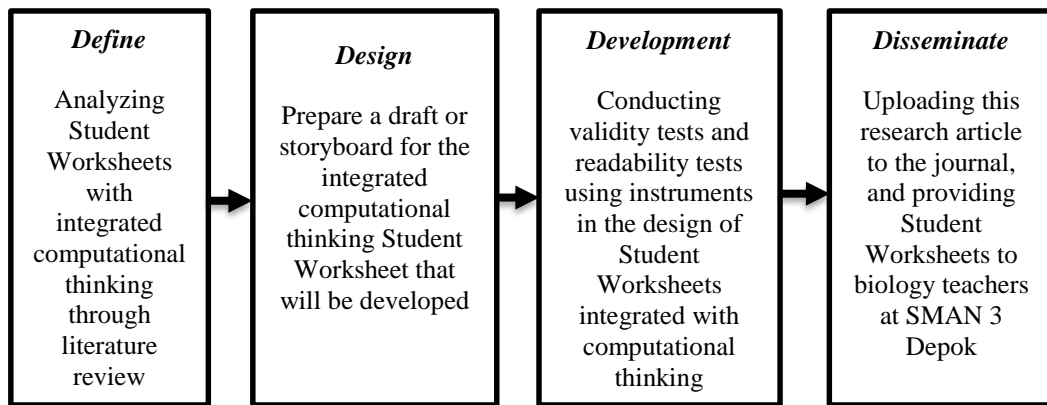 Define
Analyzing
Student
Worksheets
with
integrated
computational
thinking
through
literature
review
Design
Prepare a draft or
storyboard for the
integrated
computational
thinking Student
Worksheet that
will be developed
Development
Conducting
validity tests and
readability tests
using instruments
in the design of
Student
Worksheets
integrated with
computational
thinking
Disseminate
Uploading this
research article
to the journal,
and providing
Student
Worksheets to
biology teachers
at SMAN 3
Depok